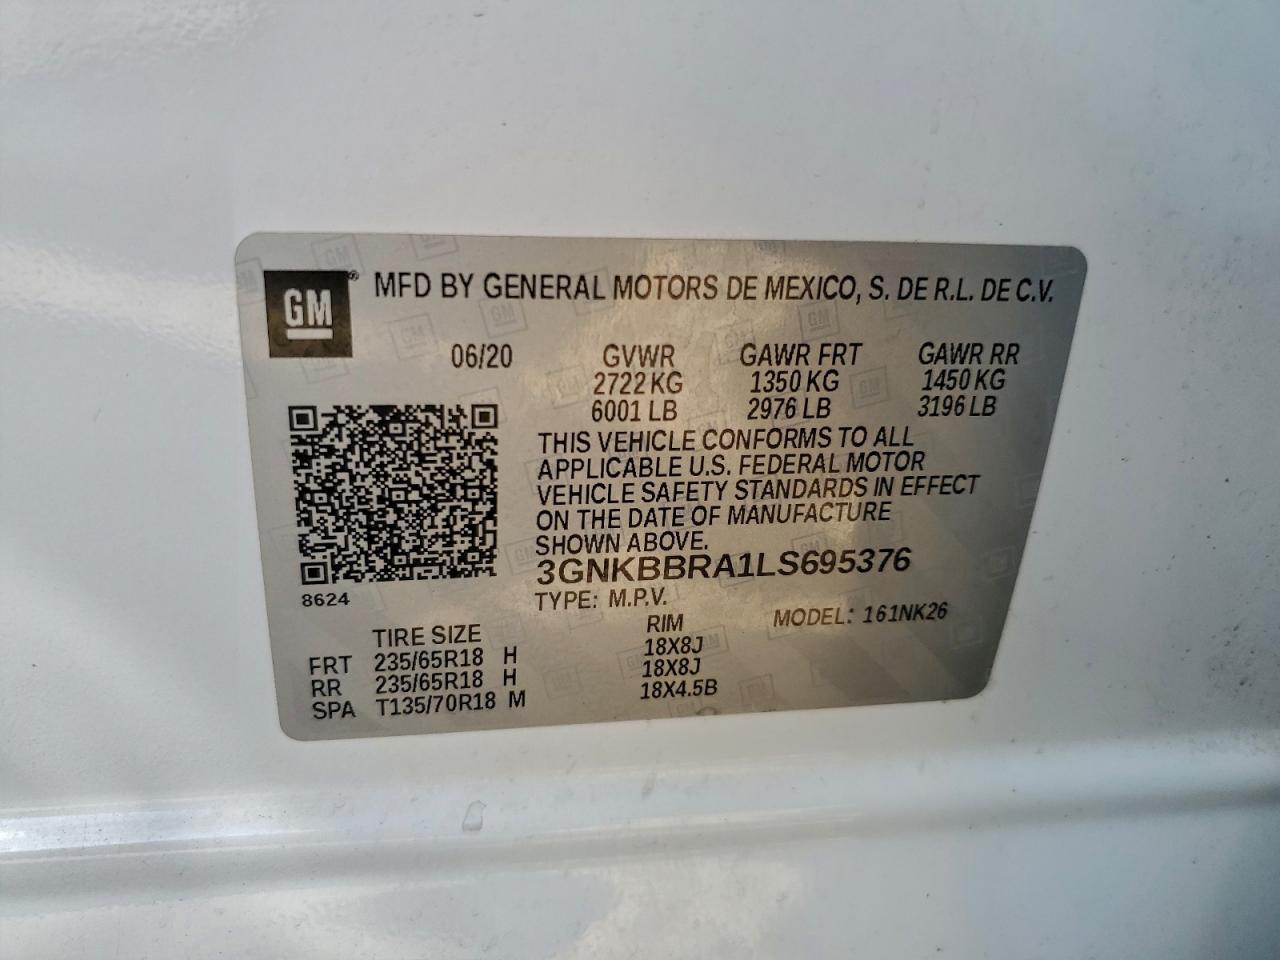 GM® MFD BY GENERAL MOTORS DE MEXICO, S. DE R.L. DE C.V.
06/20 GVWR GAWR FRT GAWR RR
2722 KG 1350 KG 1450 KG
6001 LB 2976 LB 3196 LB
THIS VEHICLE CONFORMS TO ALL
APPLICABLE U.S. FEDERAL MOTOR
VEHICLE SAFETY STANDARDS IN EFFECT
ON THE DATE OF MANUFACTURE
SHOWN ABOVE.
3GNKBBRA1LS695376
8624 TYPE: M.P.V. MODEL: 161NK26
TIRE SIZE RIM
FRT 235/65R18 H 18X8J
RR 235/65R18 H 18X8J
SPA T135/70R18 M 18X4.5B